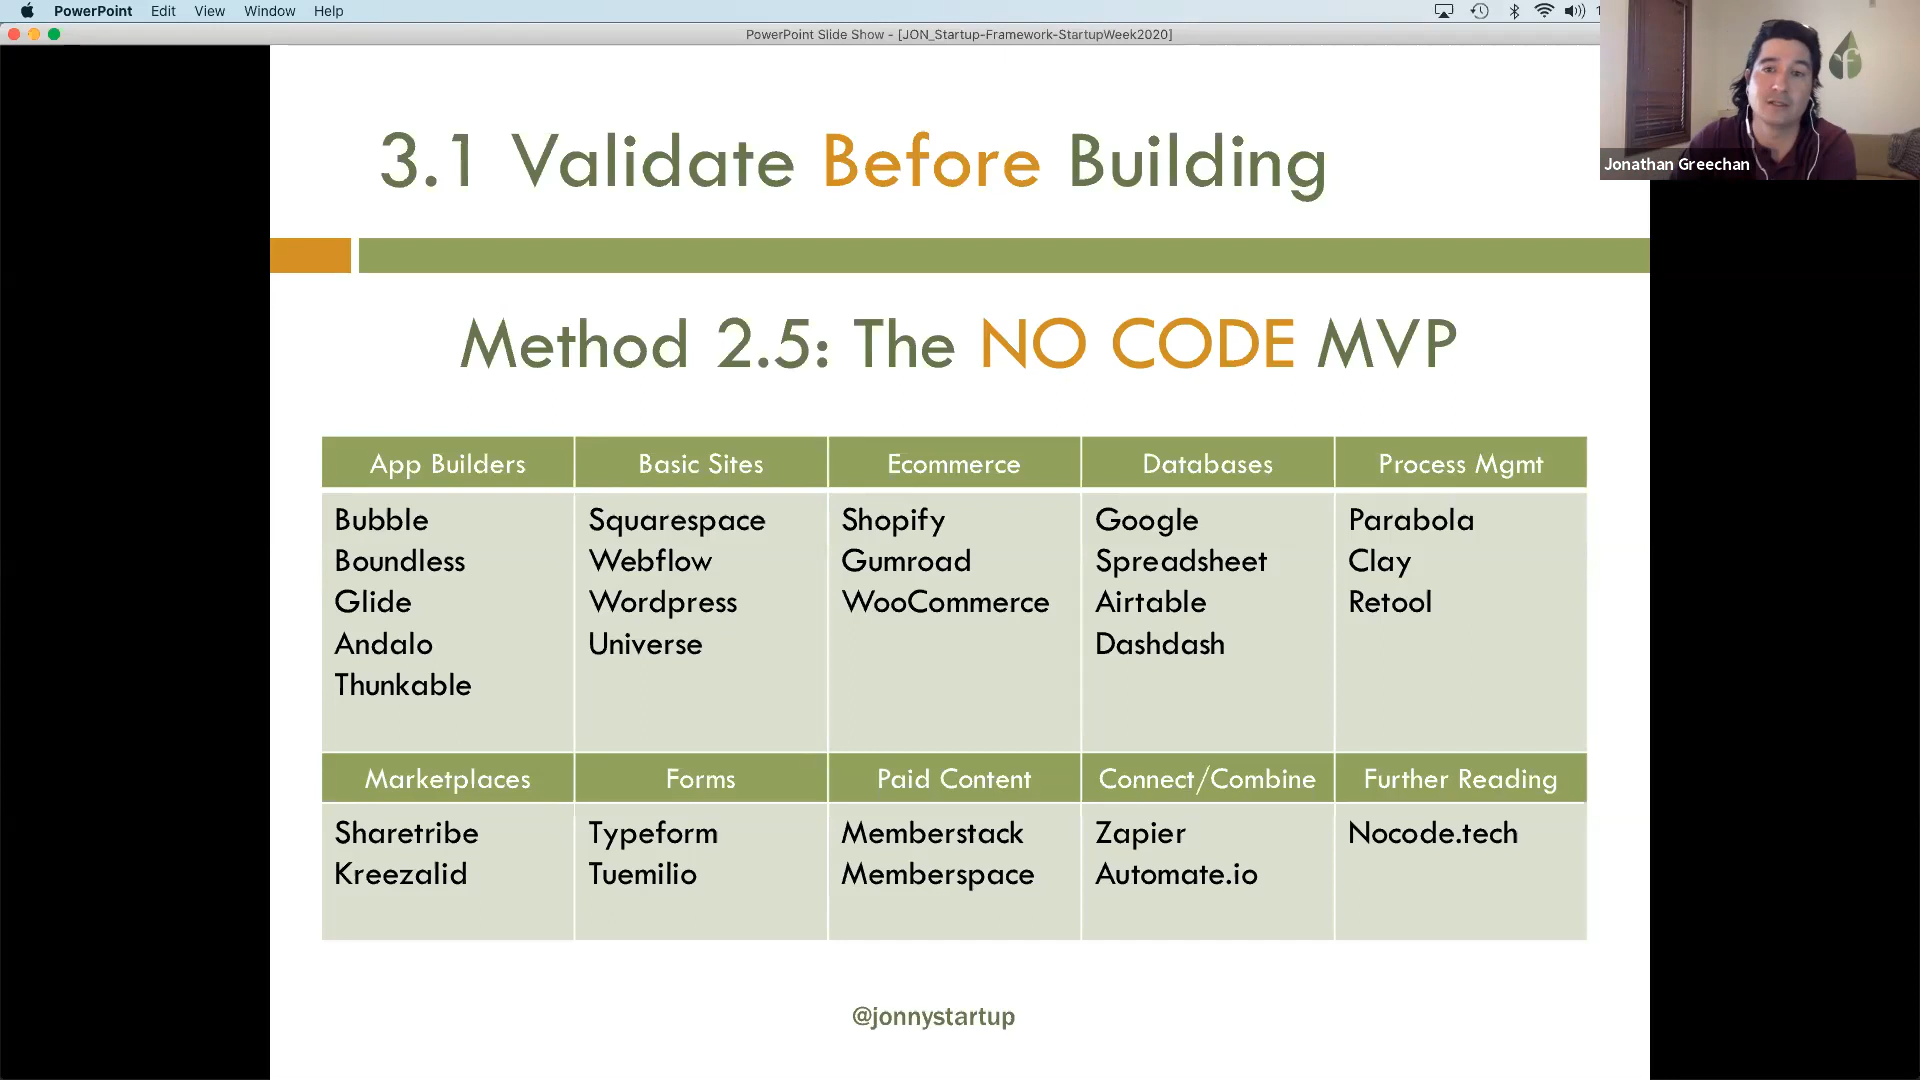 PowerPoint Edit View Window Help
PowerPoint Slide Show - [JON_Startup-Framework-StartupWeek2020]
Jonathan Greechan
3.1 Validate Before Building
Method 2.5: The NO CODE MVP
App Builders Basic Sites Ecommerce Databases Process Mgmt
Bubble Squarespace Shopify Google Parabola
Boundless Webflow Gumroad Spreadsheet Clay
Glide Wordpress WooCommerce Airtable Retool
Andalo Universe Dashdash
Thunkable
Marketplaces Forms Paid Content Connect/Combine Further Reading
Sharetribe Typeform Memberstack Zapier Nocode.tech
Kreezalid Tuemilio Memberspace Automate.io
@jonnystartup